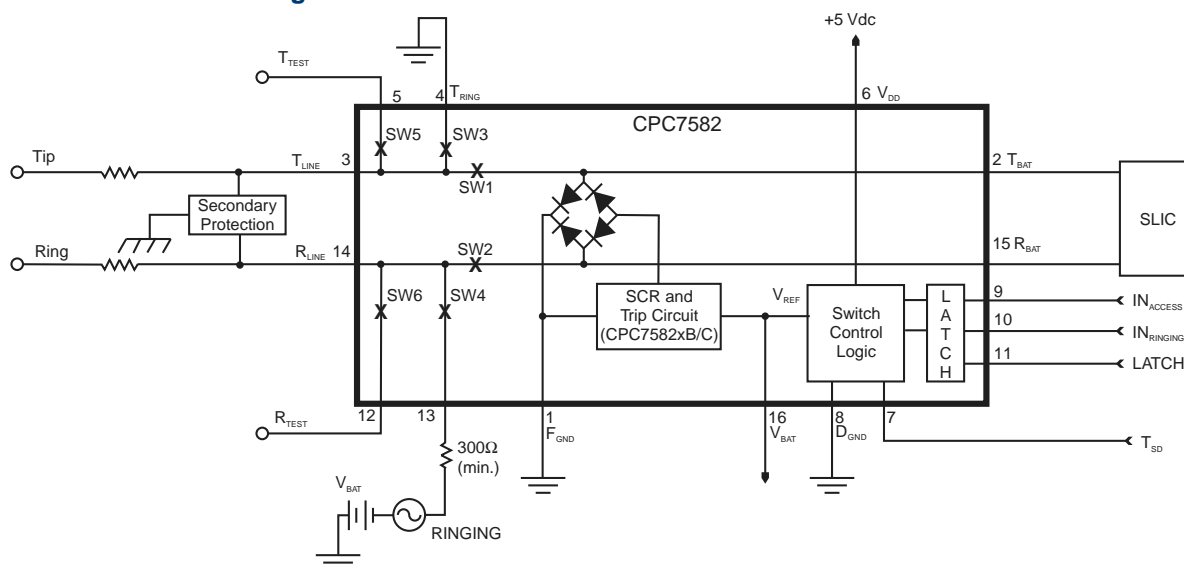 +5 Vdc
T_TEST
5
4
T_RING
6
V_DD
CPC7582
SW5
SW3
Tip
T_LINE
3
SW1
2
T_BAT
Secondary
Protection
SLIC
Ring
R_LINE
14
SW2
15
R_BAT
SW6
SW4
SCR and
Trip Circuit
(CPC7582xB/C)
V_REF
Switch
Control
Logic
L
A
T
C
H
9
IN_ACCESS
10
IN_RINGING
11
LATCH
R_TEST
12
13
1
F_GND
16
V_BAT
8
D_GND
7
T_SD
300Ω
(min.)
V_BAT
RINGING